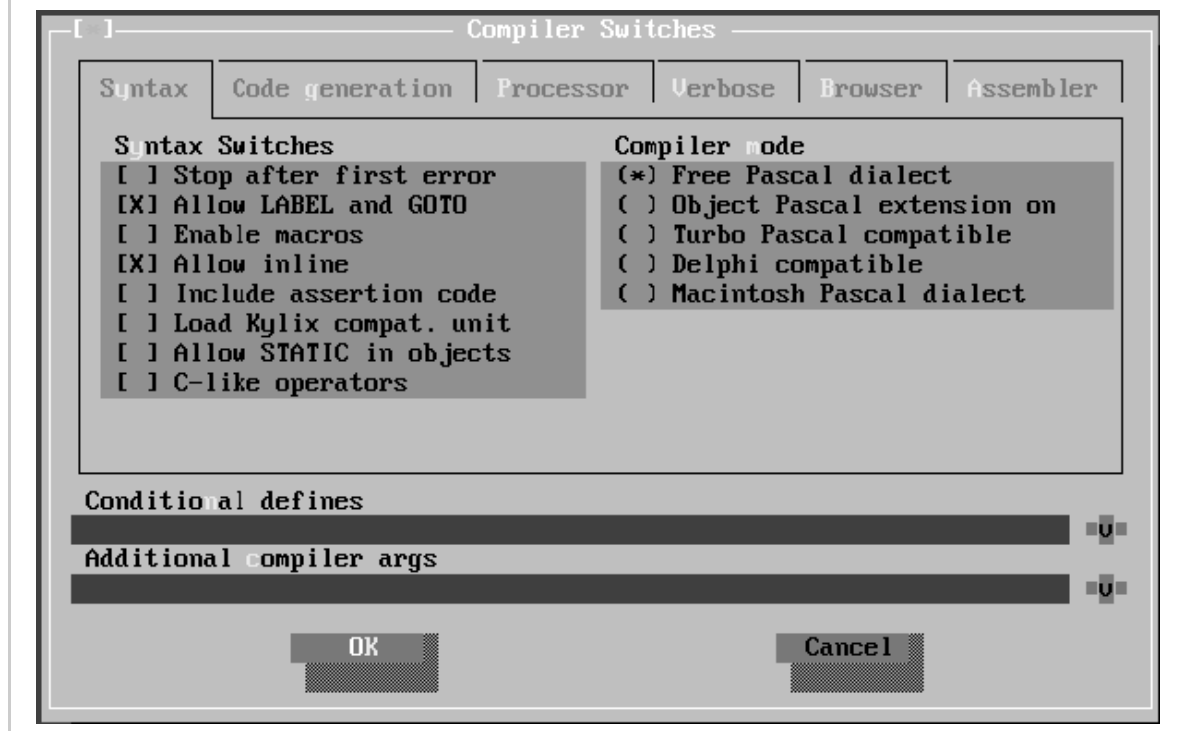 [*] Compiler Switches
Syntax Code generation Processor Verbose Browser Assembler
Syntax Switches
[ ] Stop after first error
[X] Allow LABEL and GOTO
[ ] Enable macros
[X] Allow inline
[ ] Include assertion code
[ ] Load Kylix compat. unit
[ ] Allow STATIC in objects
[ ] C-like operators
Compiler mode
(*) Free Pascal dialect
( ) Object Pascal extension on
( ) Turbo Pascal compatible
( ) Delphi compatible
( ) Macintosh Pascal dialect
Conditional defines
Additional compiler args
OK Cancel